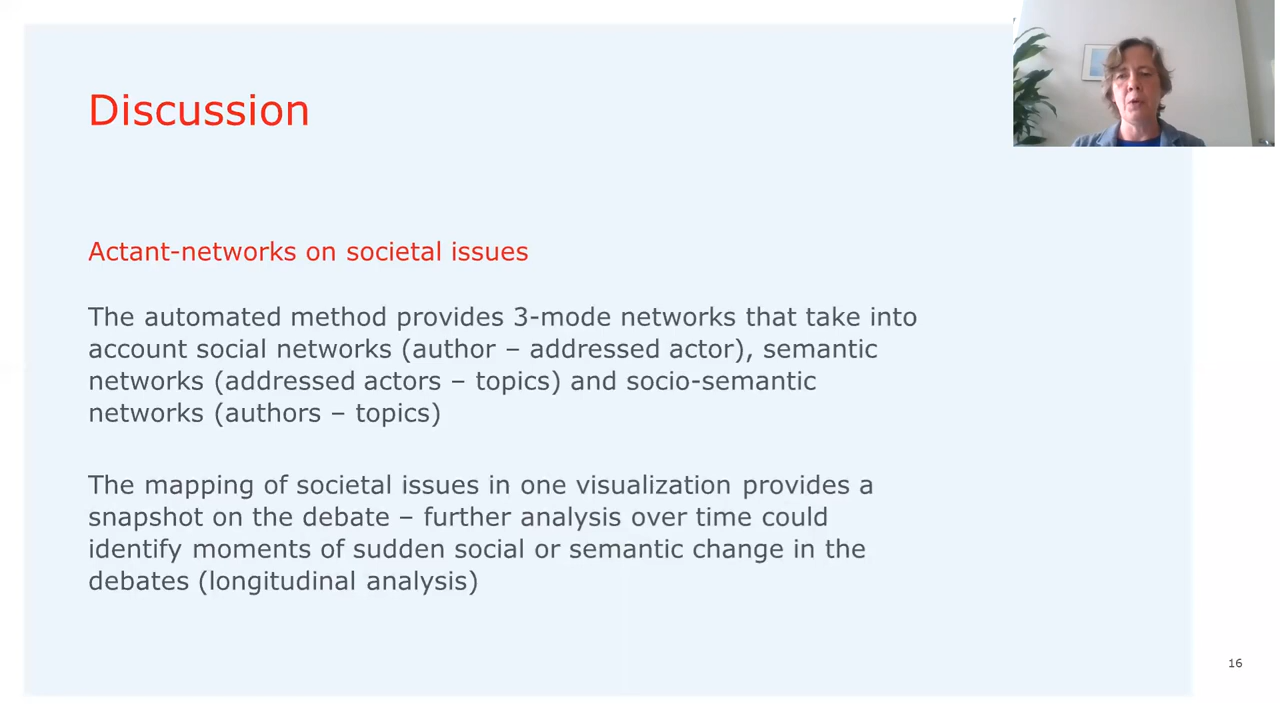 Discussion
Actant-networks on societal issues
The automated method provides 3-mode networks that take into
account social networks (author – addressed actor), semantic
networks (addressed actors – topics) and socio-semantic
networks (authors – topics)
The mapping of societal issues in one visualization provides a
snapshot on the debate – further analysis over time could
identify moments of sudden social or semantic change in the
debates (longitudinal analysis)
16